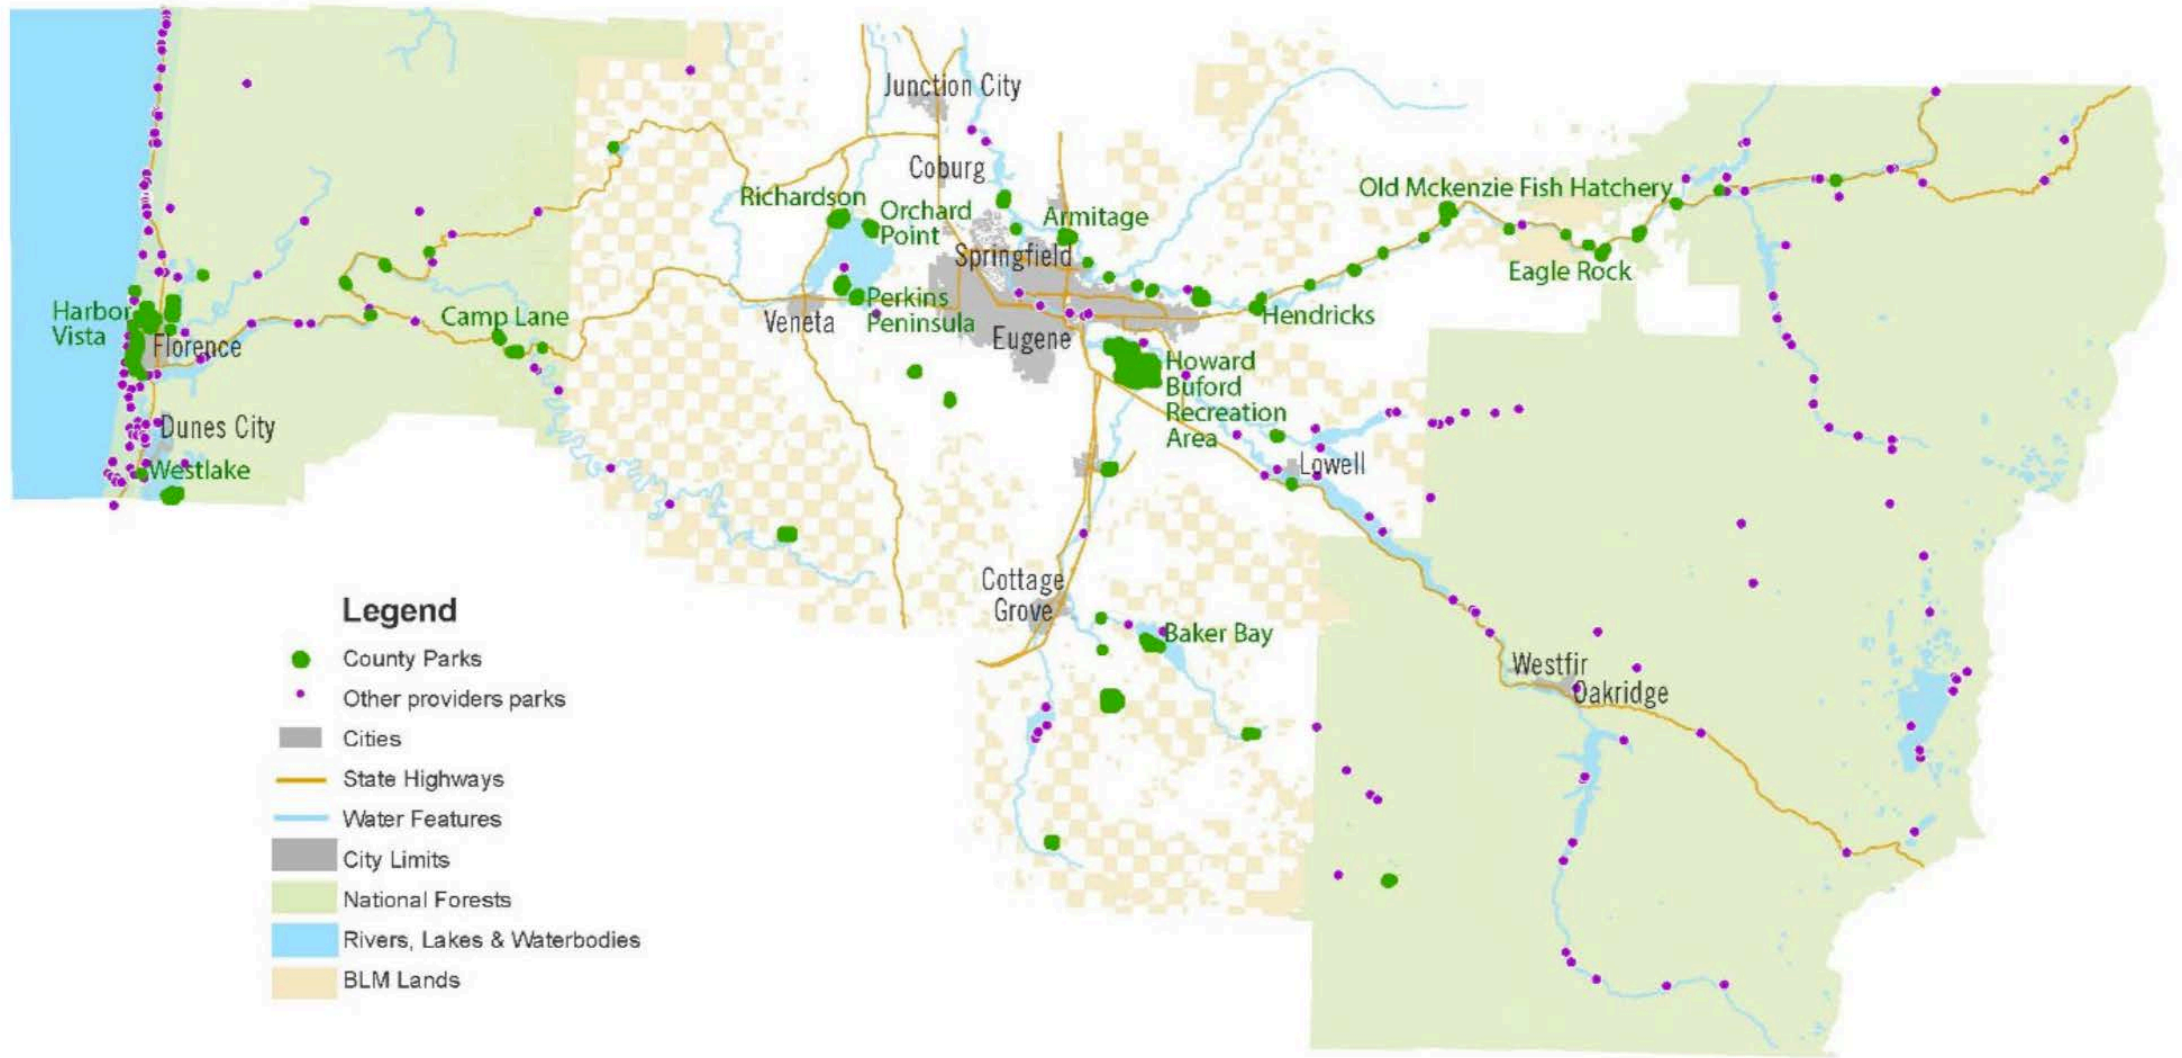 Junction City
Coburg
Richardson
Orchard
Point
Armitage
Springfield
Old Mckenzie Fish Hatchery
Eagle Rock
Harbor
Vista
Florence
Camp Lane
Veneta
Perkins
Peninsula
Eugene
Hendricks
Howard
Buford
Recreation
Area
Dunes City
Westlake
Lowell
Cottage
Grove
Baker Bay
Westfir
Oakridge
Legend
County Parks
Other providers parks
Cities
State Highways
Water Features
City Limits
National Forests
Rivers, Lakes & Waterbodies
BLM Lands